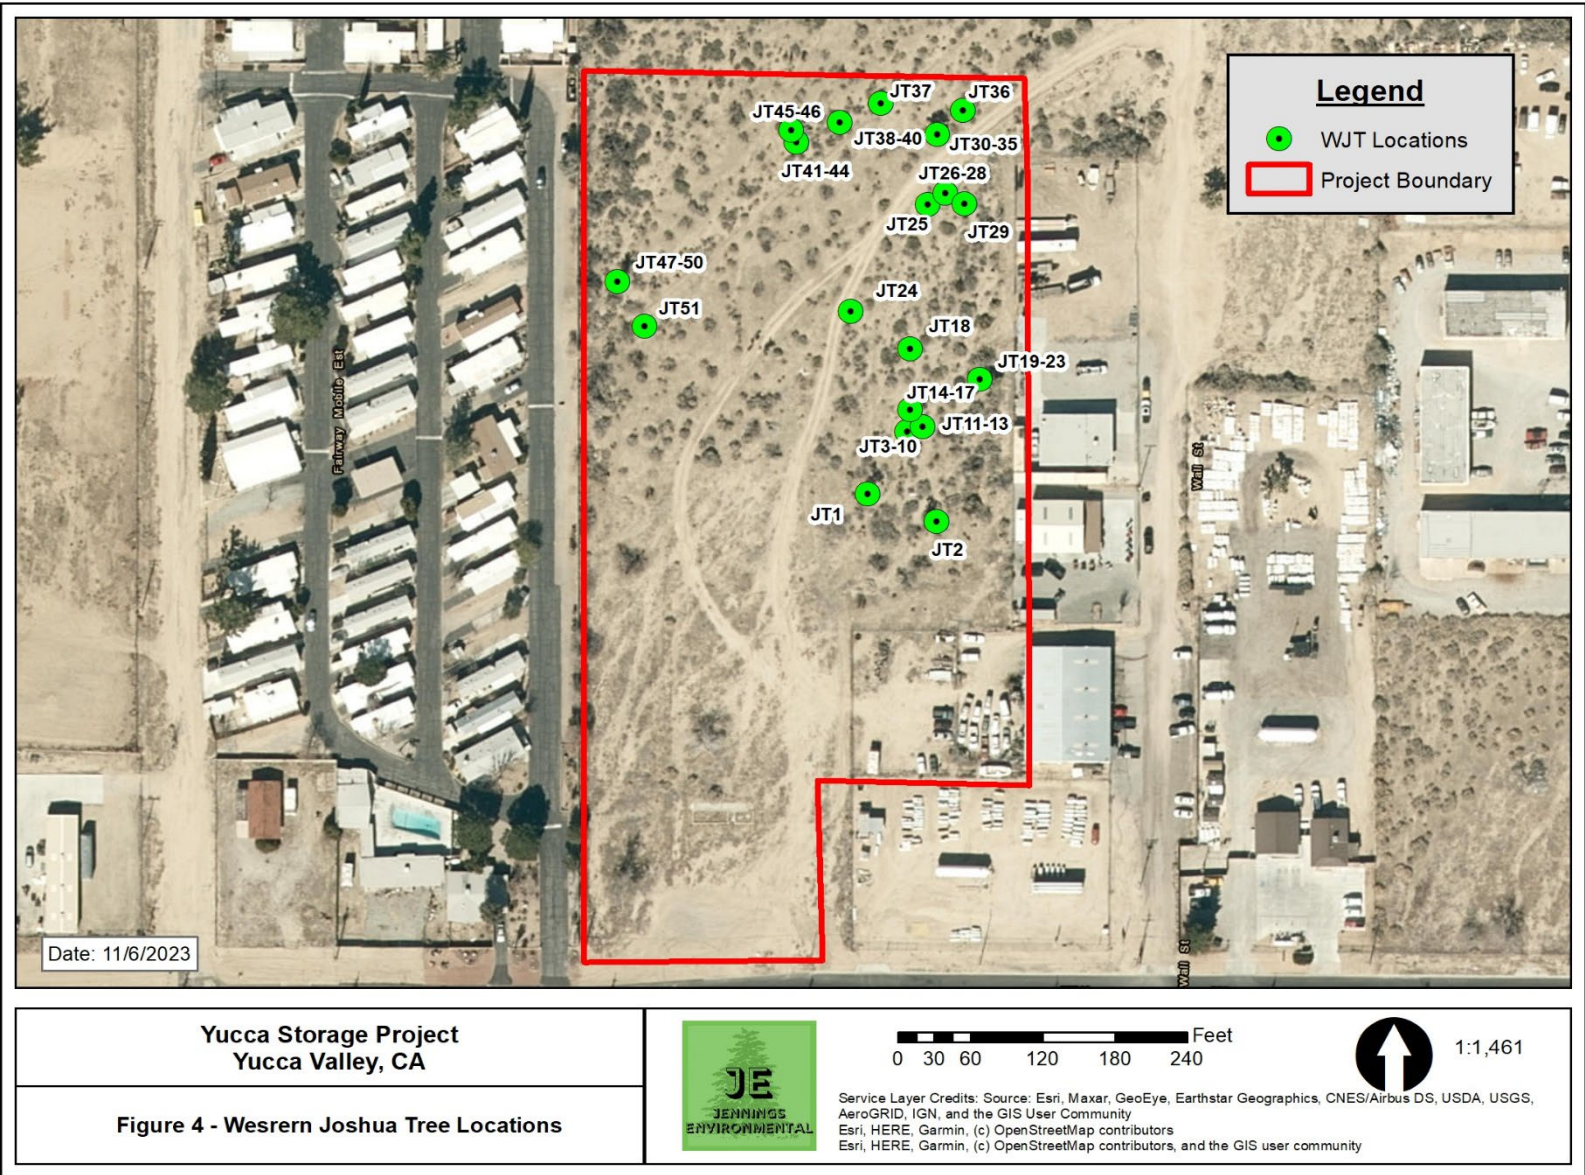 JT37
JT36
JT45-46
JT38-40
JT30-35
JT41-44
JT26-28
JT25
JT29
JT47-50
JT24
JT51
JT18
JT19-23
JT14-17
JT11-13
JT3-10
JT1
JT2
Fairway Mobile Est
Wall St
Wall St
Legend
WJT Locations
Project Boundary
Date: 11/6/2023
Yucca Storage Project
Yucca Valley, CA
Figure 4 - Wesrern Joshua Tree Locations
JE
JENNINGS
ENVIRONMENTAL
Feet
0 30 60 120 180 240
1:1,461
Service Layer Credits: Source: Esri, Maxar, GeoEye, Earthstar Geographics, CNES/Airbus DS, USDA, USGS,
AeroGRID, IGN, and the GIS User Community
Esri, HERE, Garmin, (c) OpenStreetMap contributors
Esri, HERE, Garmin, (c) OpenStreetMap contributors, and the GIS user community